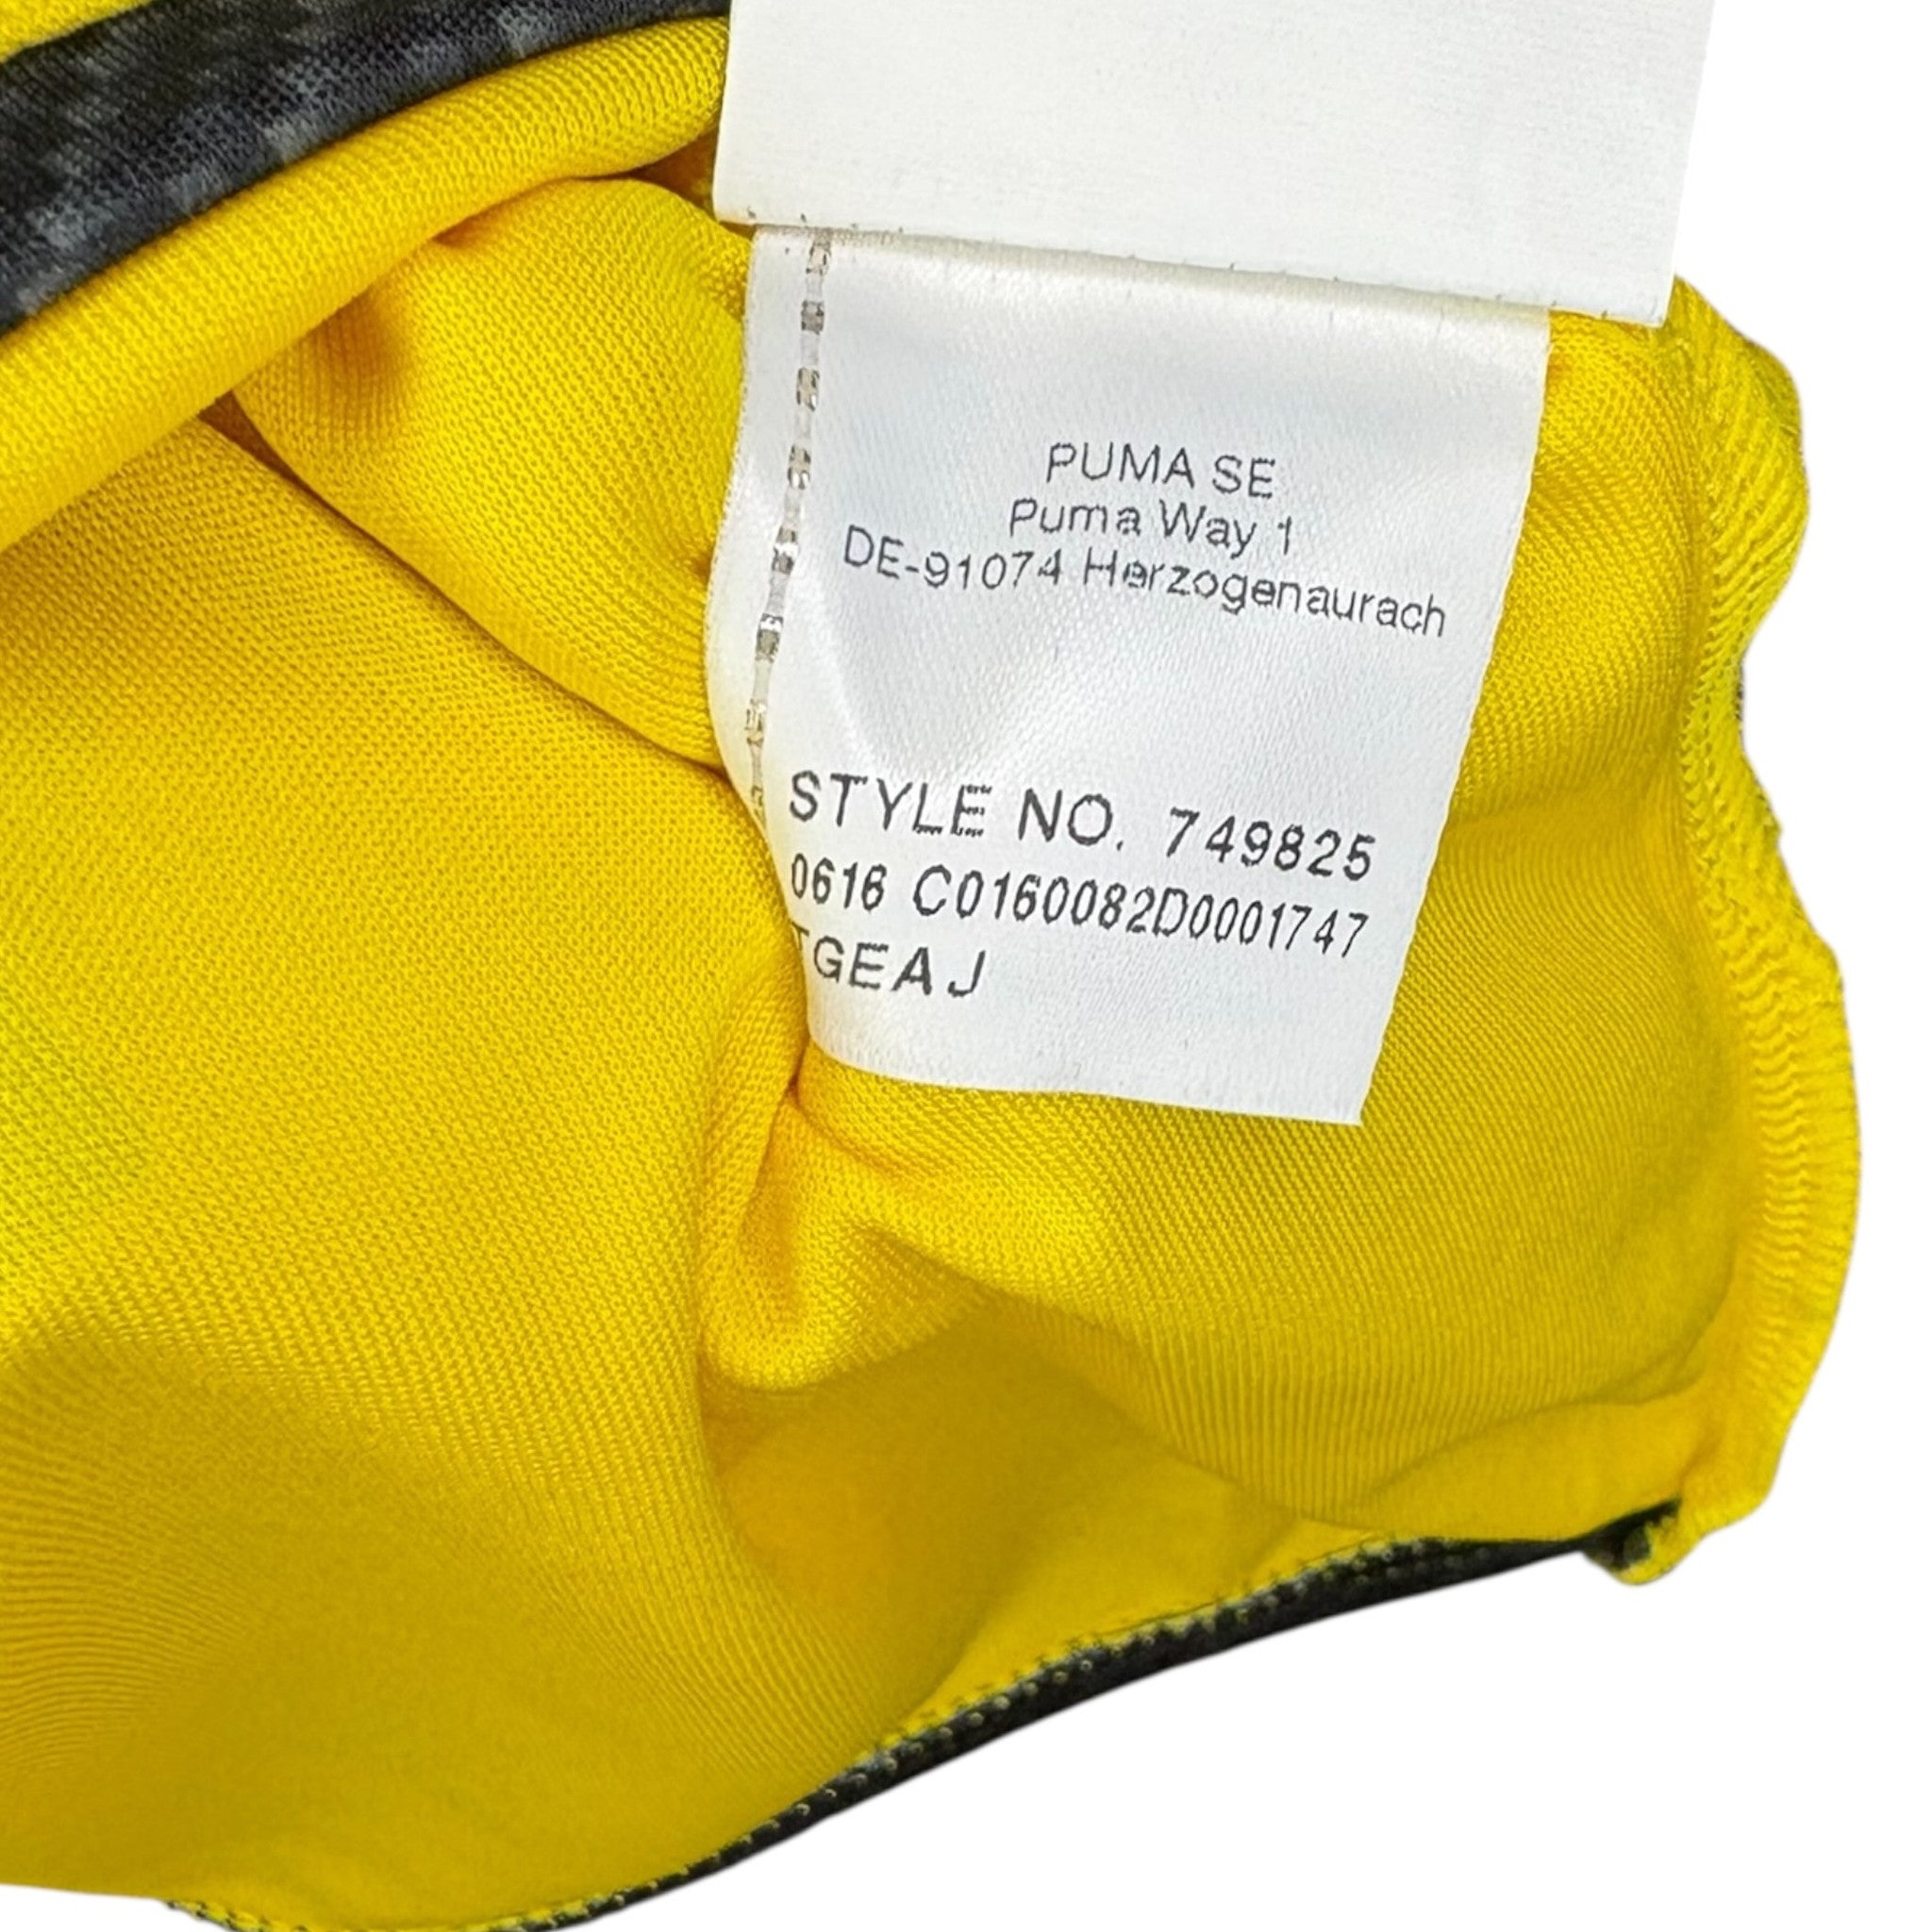 PUMA SE
Puma Way 1
DE-91074 Herzogenaurach
STYLE NO. 749825
0616 C0160082D0001747
TGEAJ